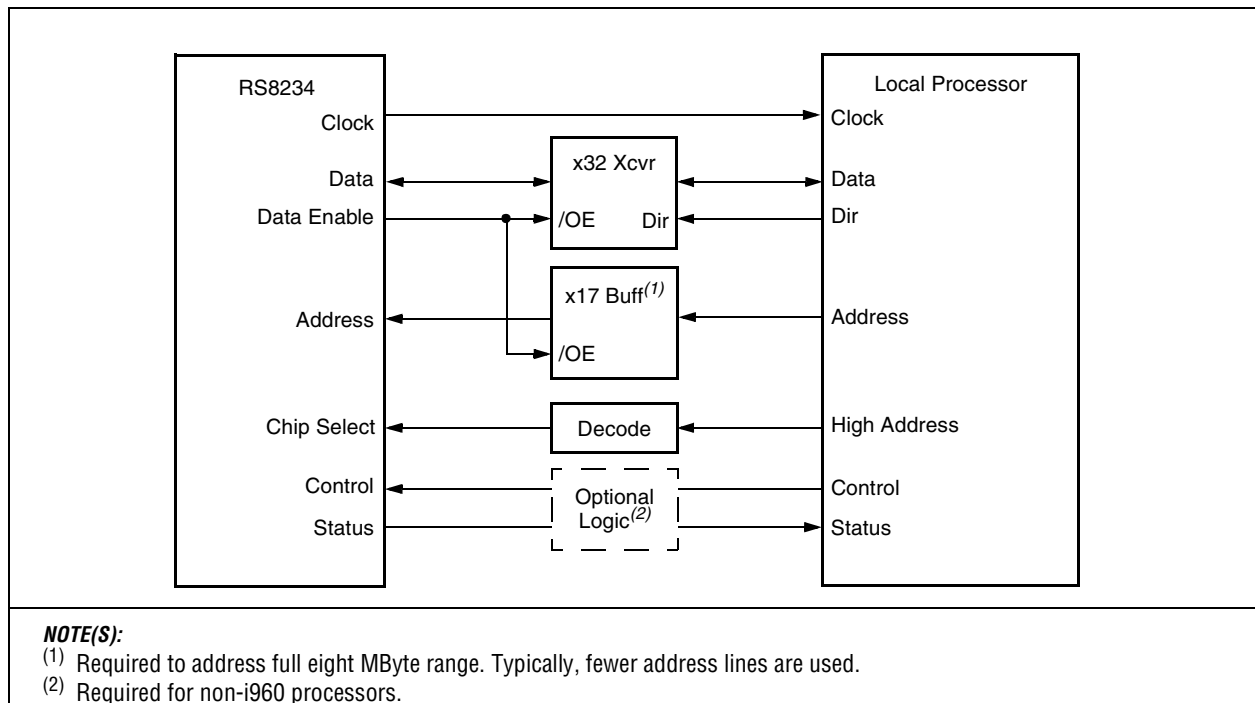 RS8234
Local Processor
Clock
Clock
x32 Xcvr
Data
Data
Data Enable
/OE
Dir
Dir
x17 Buff(1)
Address
Address
/OE
Chip Select
Decode
High Address
Control
Optional
Logic(2)
Control
Status
Status
NOTE(S):
(1) Required to address full eight MByte range. Typically, fewer address lines are used.
(2) Required for non-i960 processors.